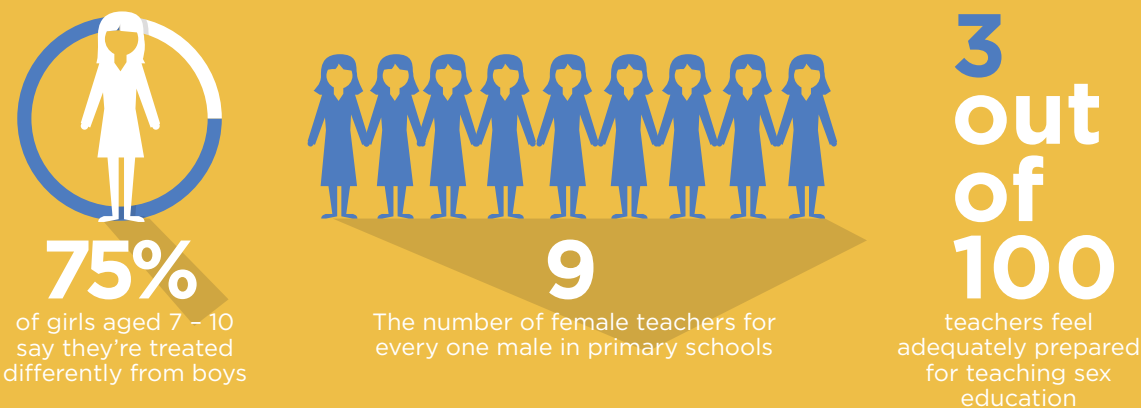 75%
of girls aged 7 – 10
say they're treated
differently from boys
9
The number of female teachers for
every one male in primary schools
3
out
of
100
teachers feel
adequately prepared
for teaching sex
education